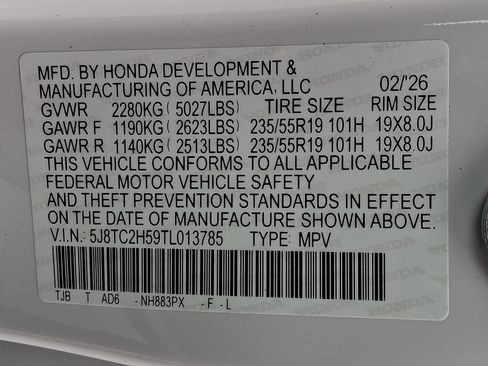 MFD. BY HONDA DEVELOPMENT &
MANUFACTURING OF AMERICA, LLC 02/'26
GVWR 2280KG (5027LBS) TIRE SIZE RIM SIZE
GAWR F 1190KG (2623LBS) 235/55R19 101H 19X8.0J
GAWR R 1140KG (2513LBS) 235/55R19 101H 19X8.0J
THIS VEHICLE CONFORMS TO ALL APPLICABLE
FEDERAL MOTOR VEHICLE SAFETY
AND THEFT PREVENTION STANDARDS IN EFFECT
ON THE DATE OF MANUFACTURE SHOWN ABOVE.
V.I.N.: 5J8TC2H59TL013785 TYPE: MPV
TJB T AD6 -NH883PX -F-L